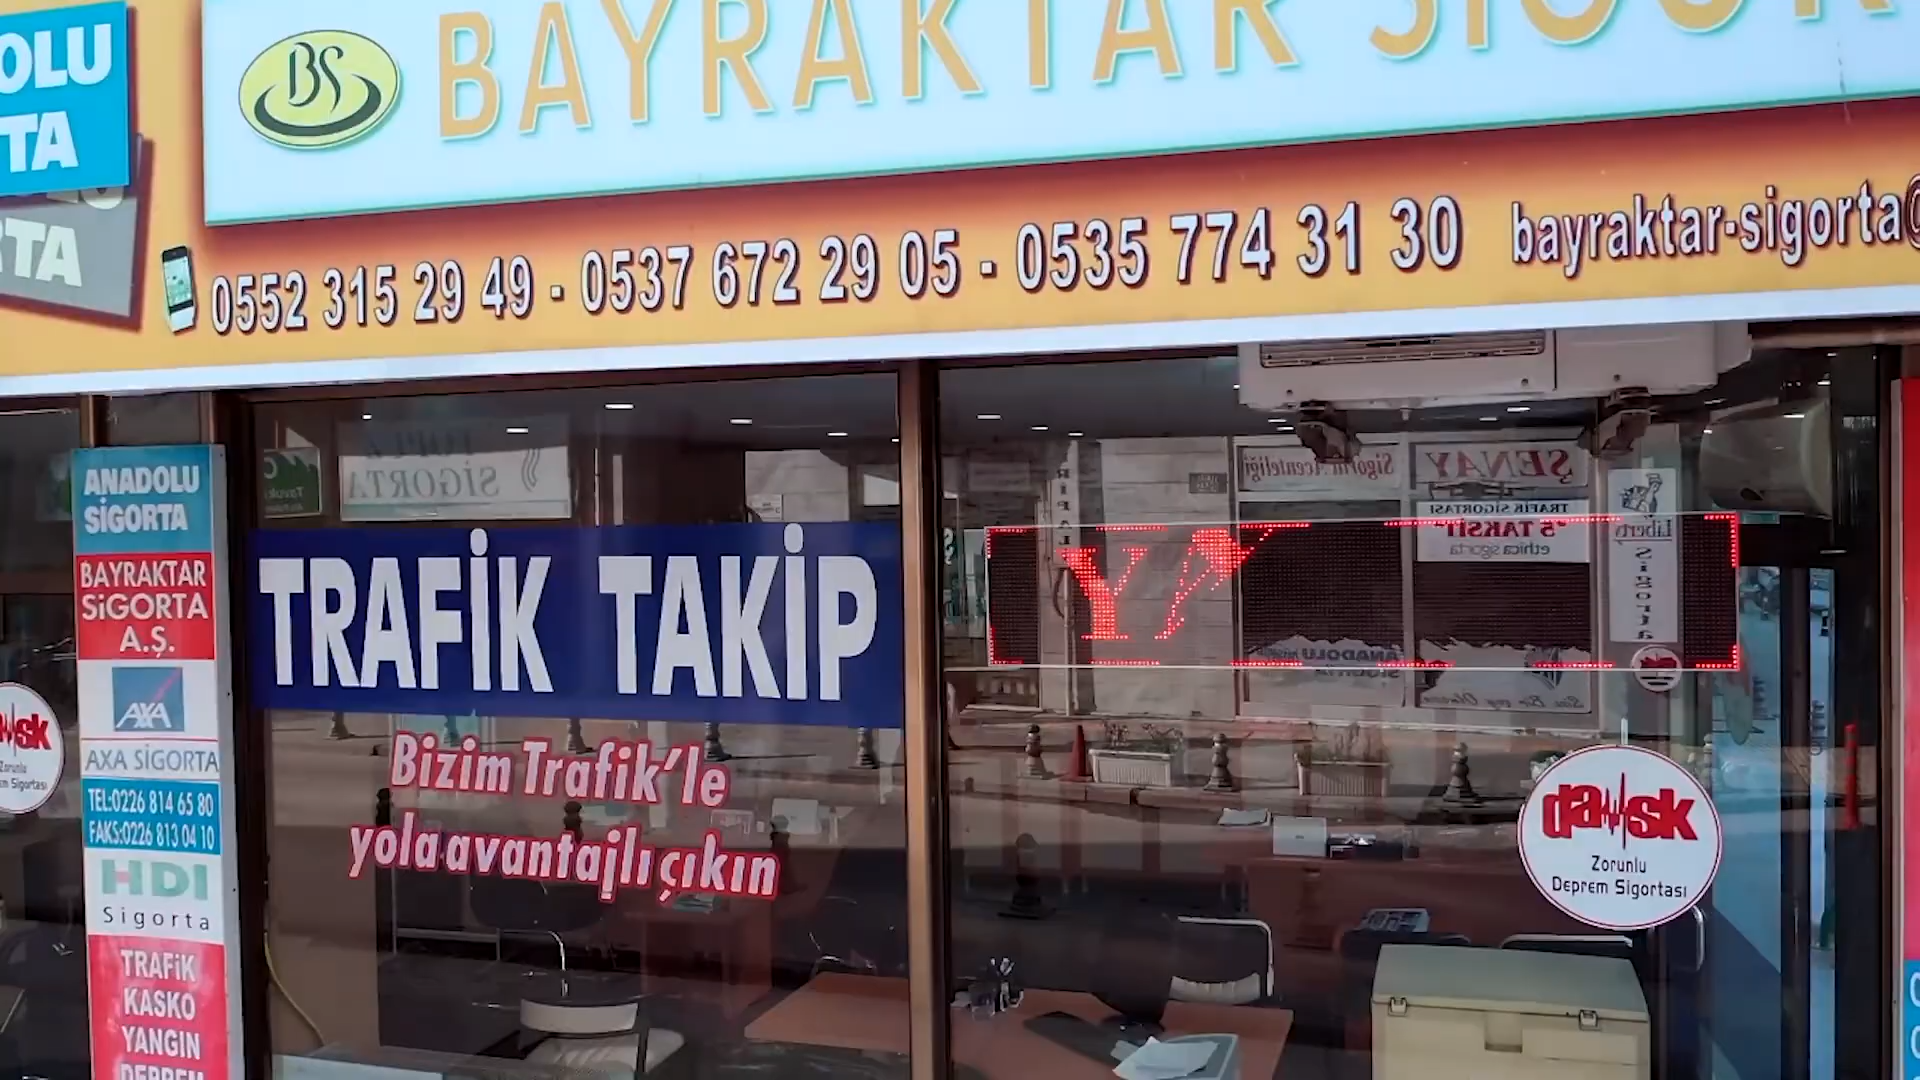 OLU
TA
RTA
BS
BAYRAKTAR SİGOR
0552 315 29 49 - 0537 672 29 05 - 0535 774 31 30
bayraktar-sigorta@
ANADOLU
SİGORTA
BAYRAKTAR
SİGORTA
A.Ş.
AXA
AXA SİGORTA
TEL:0226 814 65 80
FAKS:0226 813 04 10
HDI
Sigorta
TRAFİK
KASKO
YANGIN
DEPREM
dask
Zorunlu
Deprem Sigortası
SİGORTA
TRAFİK TAKİP
Bizim Trafik'le
yola avantajlı çıkın
Sigorta Acenteliği
ŞENAY
TRAFİK SİGORTASI
5 TAKSİT
ethica sigorta
Liberty
Sigorta
Y
ANADOLU
SİGORTA
dask
Zorunlu
Deprem Sigortası